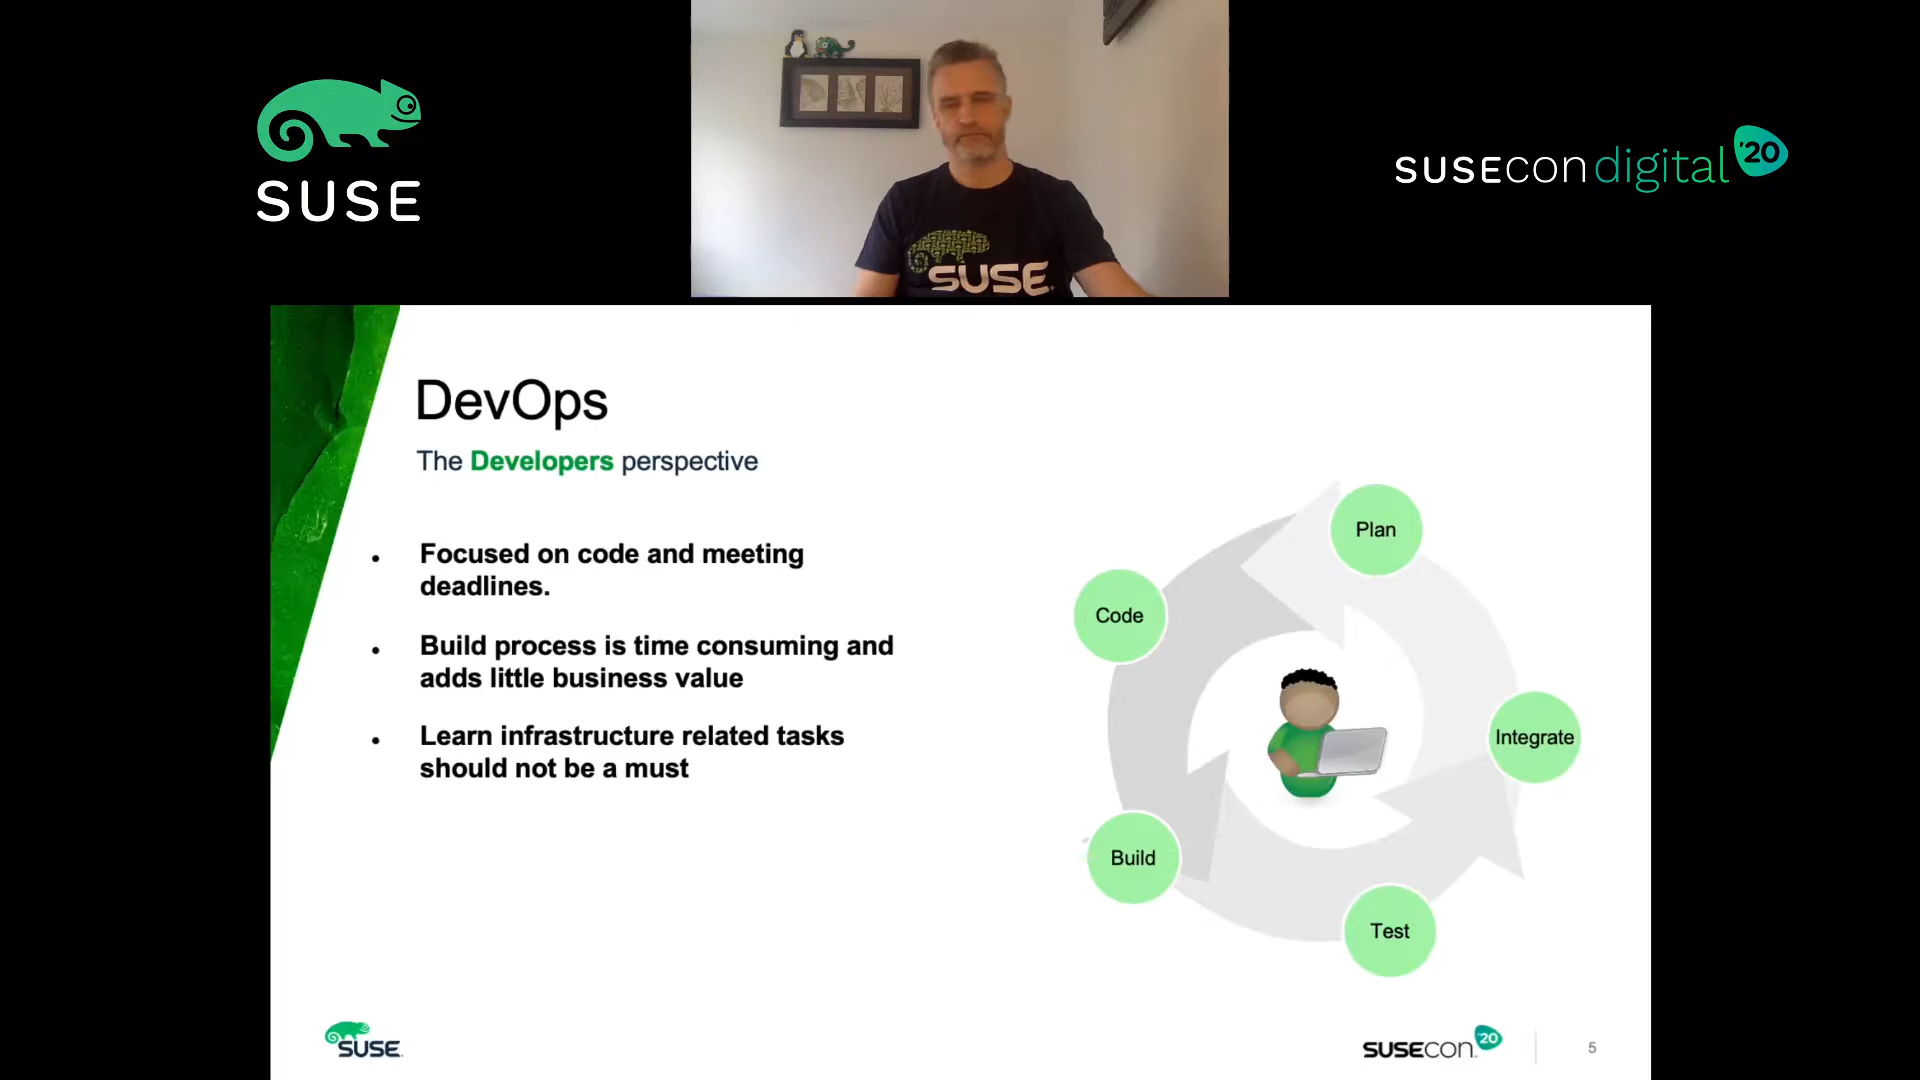 SUSE
SUSE.
SUSEcon digital '20
DevOps
The Developers perspective
• Focused on code and meeting
deadlines.
• Build process is time consuming and
adds little business value
• Learn infrastructure related tasks
should not be a must
Plan
Code
Integrate
Build
Test
SUSE.
SUSECON. '20
5